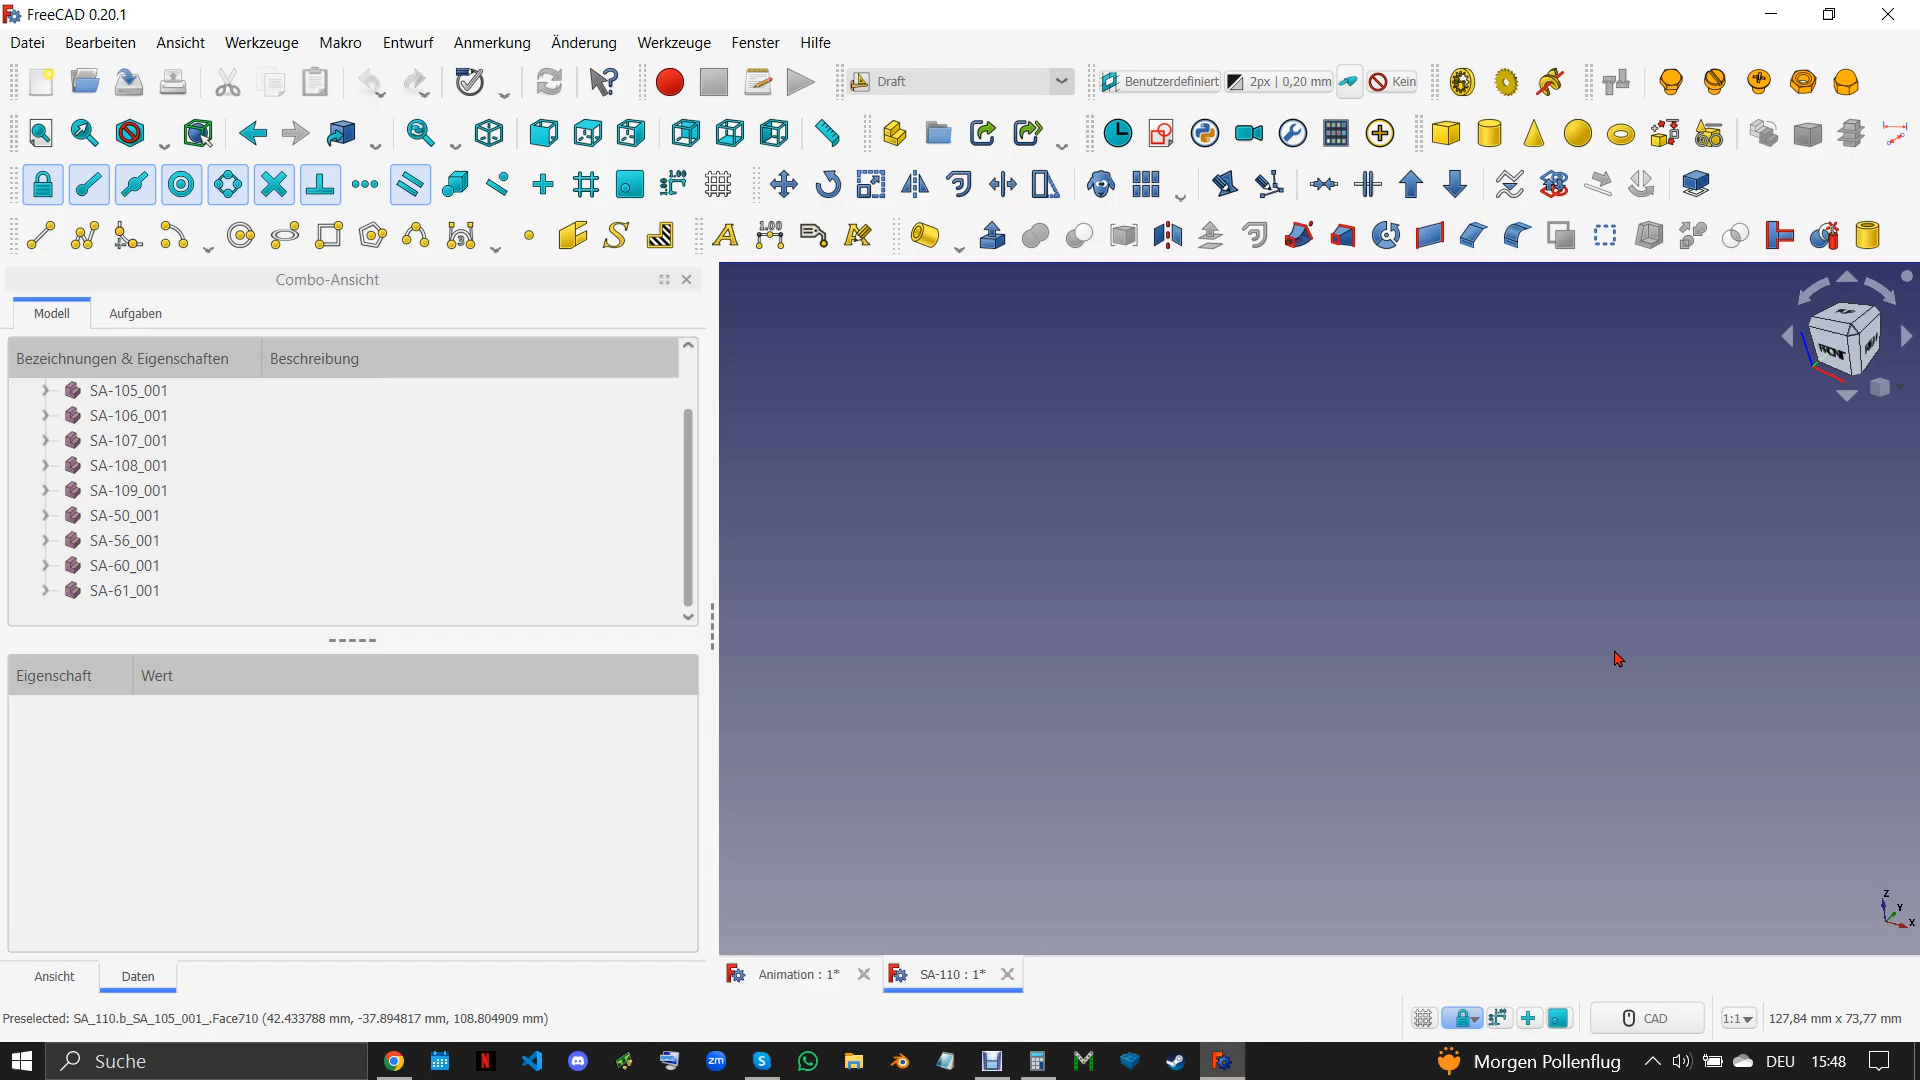 FreeCAD 0.20.1
Datei Bearbeiten Ansicht Werkzeuge Makro Entwurf Anmerkung Änderung Werkzeuge Fenster Hilfe
Draft Benutzerdefiniert 2px | 0,20 mm Kein
Combo-Ansicht
Modell Aufgaben
Bezeichnungen & Eigenschaften Beschreibung
SA-105_001
SA-106_001
SA-107_001
SA-108_001
SA-109_001
SA-50_001
SA-56_001
SA-60_001
SA-61_001
Eigenschaft Wert
FRONT
Z
Y
X
Ansicht Daten
Animation : 1* SA-110 : 1*
Preselected: SA_110.b_SA_105_001_.Face710 (42.433788 mm, -37.894817 mm, 108.804909 mm)
CAD 1:1 127,84 mm x 73,77 mm
Suche
zm
Morgen Pollenflug DEU 15:48